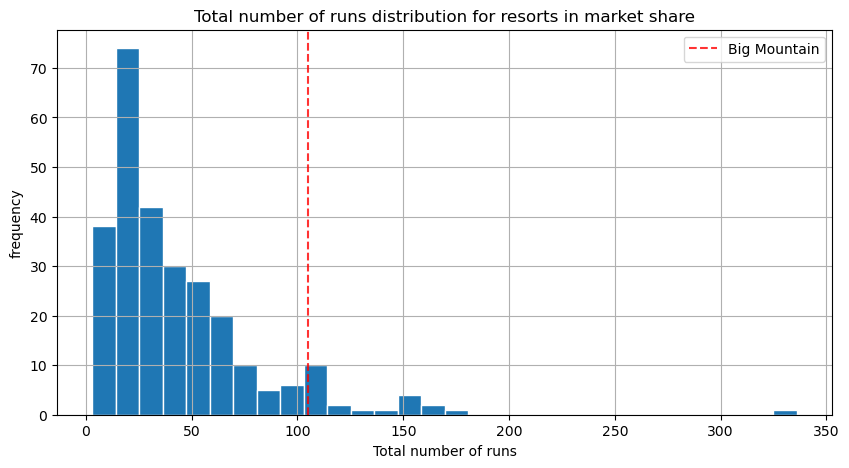 Total number of runs distribution for resorts in market share
Big Mountain
frequency
70
60
50
40
30
20
10
0
0 50 100 150 200 250 300 350
Total number of runs